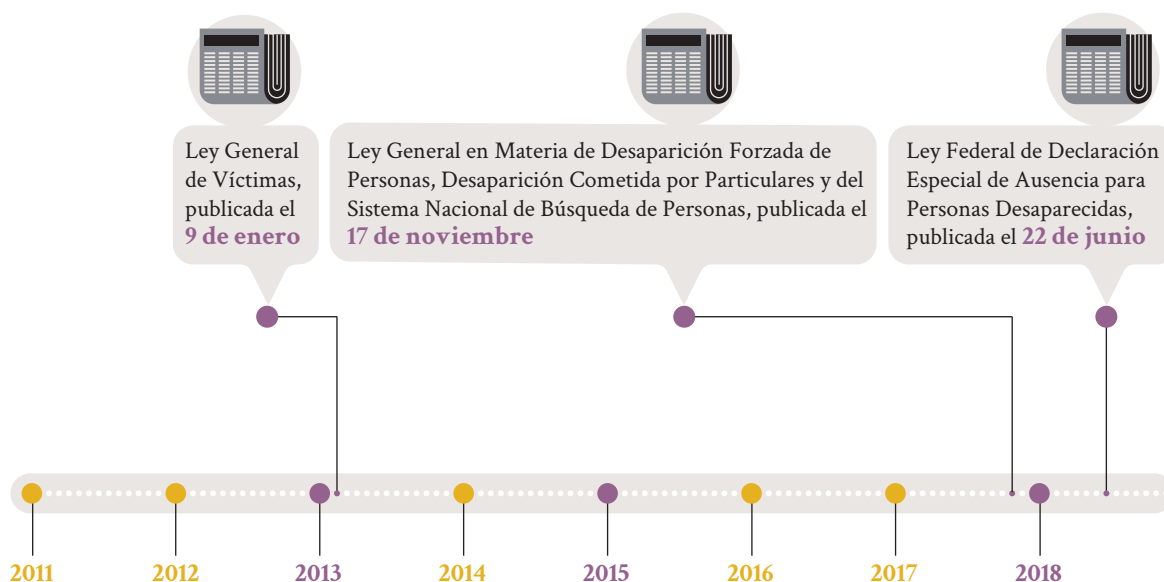 Ley General
de Víctimas,
publicada el
9 de enero
Ley General en Materia de Desaparición Forzada de
Personas, Desaparición Cometida por Particulares y del
Sistema Nacional de Búsqueda de Personas, publicada el
17 de noviembre
Ley Federal de Declaración
Especial de Ausencia para
Personas Desaparecidas,
publicada el 22 de junio
2011 2012 2013 2014 2015 2016 2017 2018